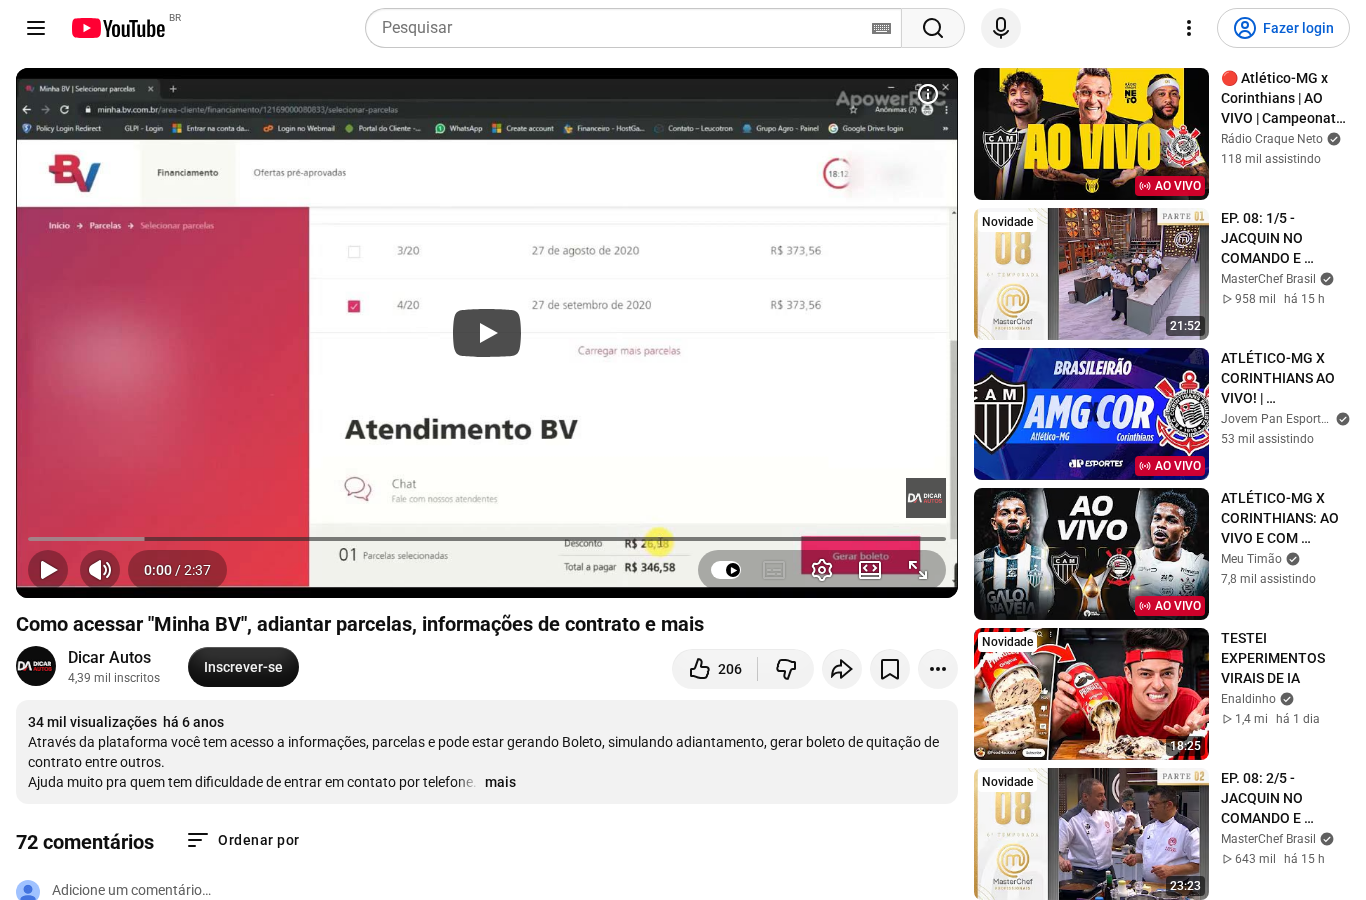 YouTube BR
Pesquisar
Fazer login
Minha BV | Selecionar parcelas
minha.bv.com.br/area-cliente/financiamento/12169000080833/selecionar-parcelas
Anônimas (2)
Policy Login Redirect
GLPI - Login
Entrar na conta da...
Login no Webmail
Portal do Cliente -...
WhatsApp
Create account
Financeiro - HostGa...
Contato – Leucotron
Grupo Agro - Painel
Google Drive: login
BV
Financiamento
Ofertas pré-aprovadas
18:12
Início → Parcelas → Selecionar parcelas
3/20 27 de agosto de 2020 R$ 373,56
4/20 27 de setembro de 2020 R$ 373,56
Carregar mais parcelas
Atendimento BV
Chat
Fale com nossos atendentes
DICAR AUTOS
01 Parcelas selecionadas
Desconto
Total a pagar R$ 346,58
Gerar boleto
0:00 / 2:37
Como acessar "Minha BV", adiantar parcelas, informações de contrato e mais
Dicar Autos
4,39 mil inscritos
Inscrever-se
206
34 mil visualizações há 6 anos
Através da plataforma você tem acesso a informações, parcelas e pode estar gerando Boleto, simulando adiantamento, gerar boleto de quitação de
contrato entre outros.
Ajuda muito pra quem tem dificuldade de entrar em contato por telefone. mais
72 comentários
Ordenar por
Adicione um comentário...
AO VIVO
AO VIVO
🔴 Atlético-MG x
Corinthians | AO
VIVO | Campeonat...
Rádio Craque Neto
118 mil assistindo
Novidade
PARTE 01
08
MasterChef
21:52
EP. 08: 1/5 -
JACQUIN NO
COMANDO E ...
MasterChef Brasil
958 mil há 15 h
BRASILEIRÃO
CAM
AMG X COR
Atlético-MG Corinthians
ESPORTES
AO VIVO
ATLÉTICO-MG X
CORINTHIANS AO
VIVO! | ...
Jovem Pan Esport...
53 mil assistindo
AO
VIVO
GALO
NA VEIA
AO VIVO
ATLÉTICO-MG X
CORINTHIANS: AO
VIVO E COM ...
Meu Timão
7,8 mil assistindo
Novidade
18:25
TESTEI
EXPERIMENTOS
VIRAIS DE IA
Enaldinho
1,4 mi há 1 dia
Novidade
PARTE 02
08
MasterChef
23:23
EP. 08: 2/5 -
JACQUIN NO
COMANDO E ...
MasterChef Brasil
643 mil há 15 h